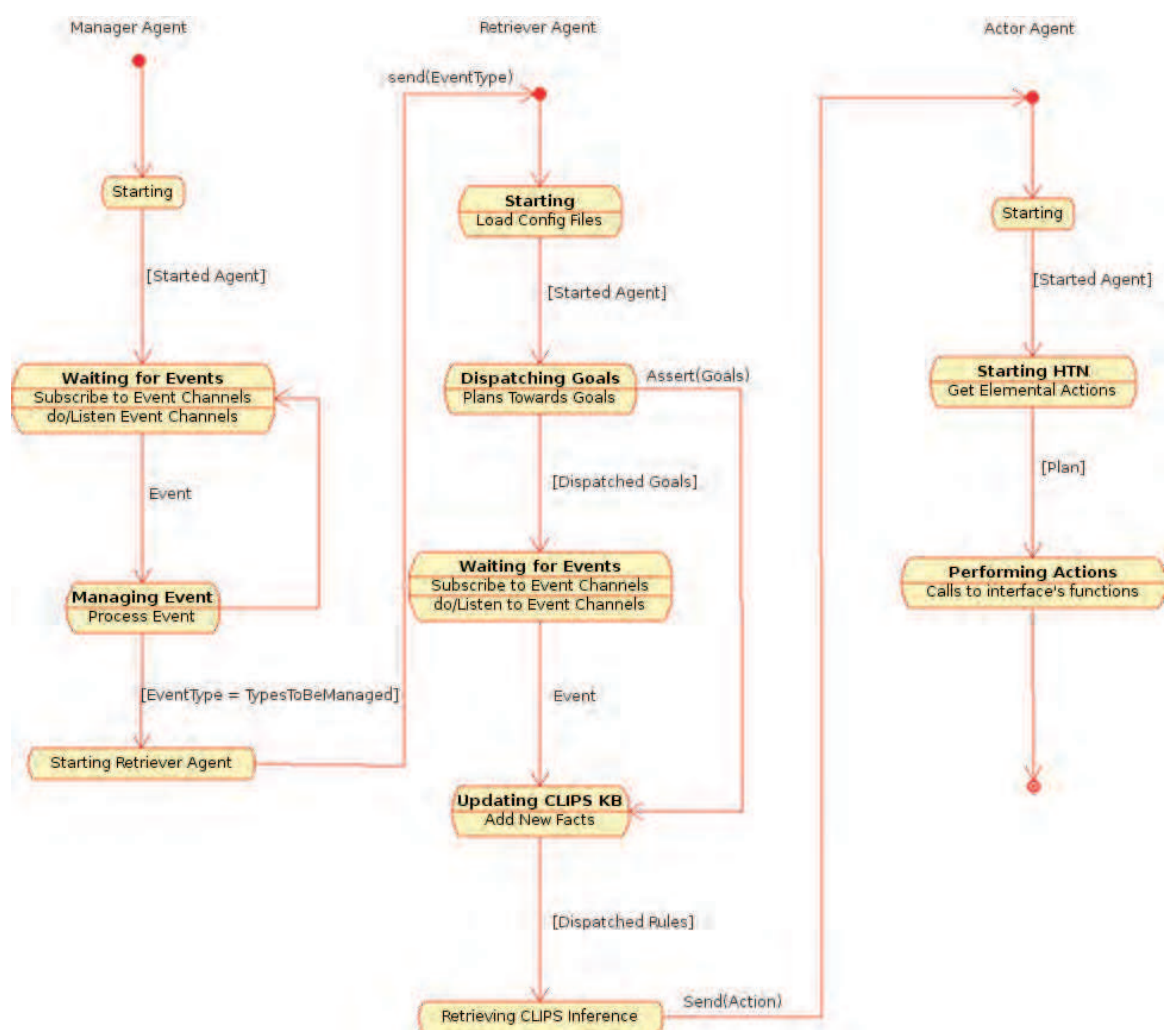 Manager Agent
Retriever Agent
Actor Agent
send(EventType)
Starting
[Started Agent]
Waiting for Events
Subscribe to Event Channels
do/Listen Event Channels
Event
Managing Event
Process Event
[EventType = TypesToBeManaged]
Starting Retriever Agent
Starting
Load Config Files
[Started Agent]
Dispatching Goals
Plans Towards Goals
Assert(Goals)
[Dispatched Goals]
Waiting for Events
Subscribe to Event Channels
do/Listen to Event Channels
Event
Updating CLIPS KB
Add New Facts
[Dispatched Rules]
Retrieving CLIPS Inference
Send(Action)
Starting
[Started Agent]
Starting HTN
Get Elemental Actions
[Plan]
Performing Actions
Calls to interface's functions